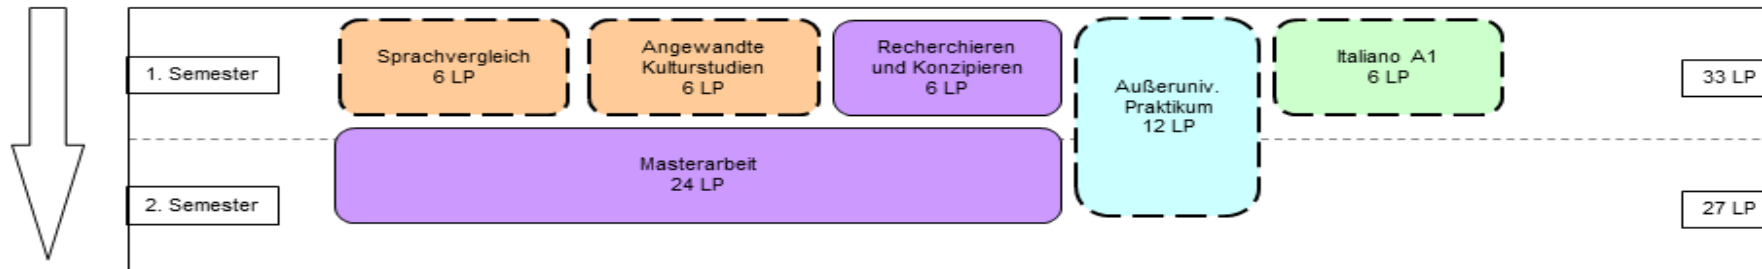 1. Semester
Sprachvergleich
6 LP
Angewandte
Kulturstudien
6 LP
Recherchieren
und Konzipieren
6 LP
Außeruniv.
Praktikum
12 LP
Italiano A1
6 LP
33 LP
Masterarbeit
24 LP
2. Semester
27 LP